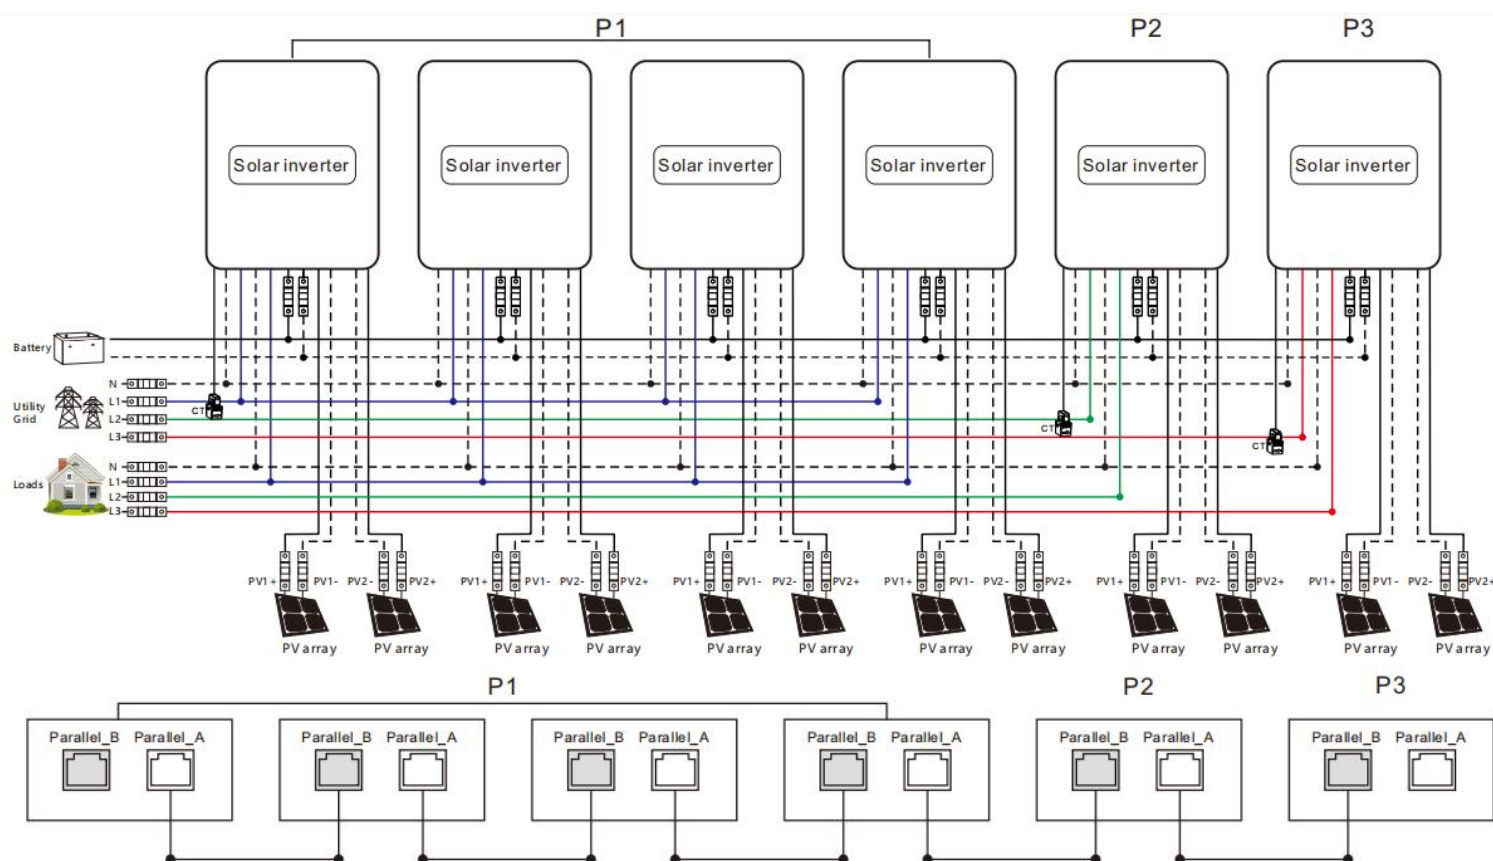 P1 P2 P3
Solar inverter Solar inverter Solar inverter Solar inverter Solar inverter Solar inverter
Battery
N
L1
CT
Utility
Grid
L2
CT
L3
CT
N
Loads
L1
L2
L3
PV1+ PV1- PV2- PV2+ PV1+ PV1- PV2- PV2+ PV1+ PV1- PV2- PV2+ PV1+ PV1- PV2- PV2+ PV1+ PV1- PV2- PV2+ PV1+ PV1- PV2- PV2+
PV array PV array PV array PV array PV array PV array PV array PV array PV array PV array PV array PV array
P1 P2 P3
Parallel_B Parallel_A Parallel_B Parallel_A Parallel_B Parallel_A Parallel_B Parallel_A Parallel_B Parallel_A Parallel_B Parallel_A